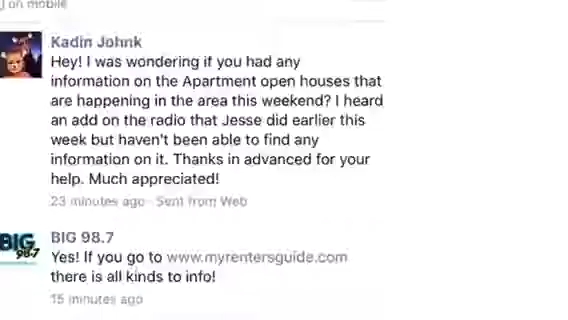 on mobile
Kadin Johnk
Hey! I was wondering if you had any
information on the Apartment open houses that
are happening in the area this weekend? I heard
an add on the radio that Jesse did earlier this
week but haven't been able to find any
information on it. Thanks in advanced for your
help. Much appreciated!
23 minutes ago · Sent from Web
BIG
98.7
BIG 98.7
Yes! If you go to www.myrentersguide.com
there is all kinds to info!
15 minutes ago